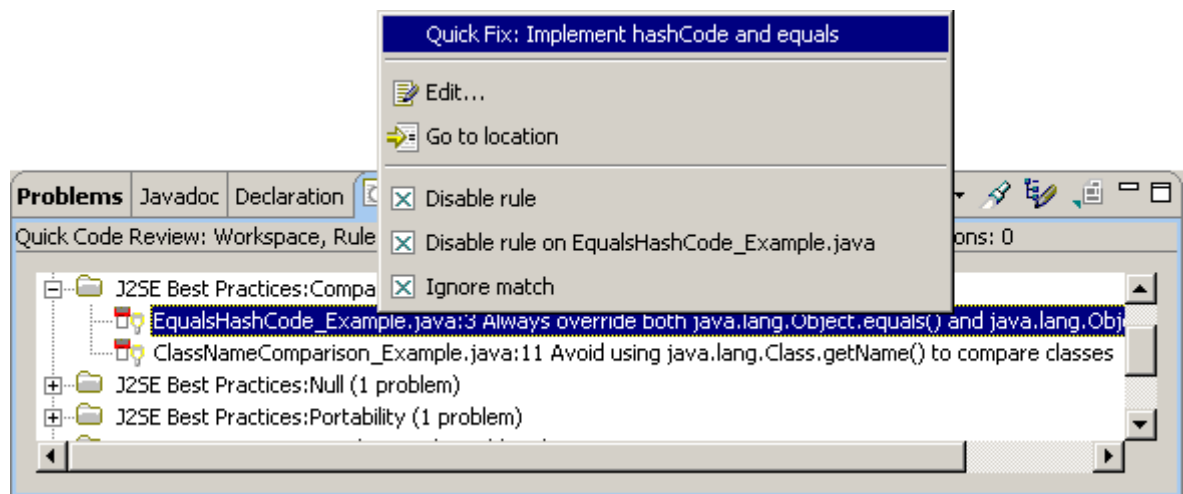 Quick Fix: Implement hashCode and equals
Edit...
Go to location
Disable rule
Disable rule on EqualsHashCode_Example.java
Ignore match
Problems Javadoc Declaration
Quick Code Review: Workspace, Rule ons: 0
J2SE Best Practices:Compa
EqualsHashCode_Example.java:3 Always override both java.lang.Object.equals() and java.lang.Obj
ClassNameComparison_Example.java:11 Avoid using java.lang.Class.getName() to compare classes
J2SE Best Practices:Null (1 problem)
J2SE Best Practices:Portability (1 problem)